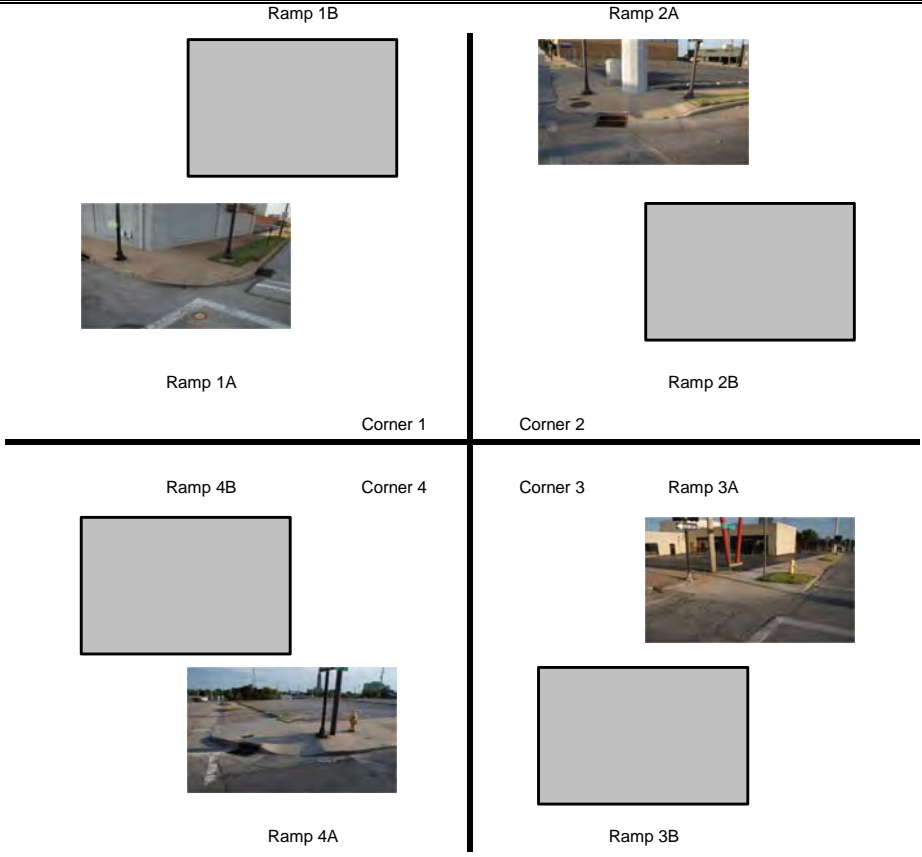 Ramp 1B Ramp 2A
Ramp 1A Ramp 2B
Corner 1 Corner 2
Ramp 4B Corner 4 Corner 3 Ramp 3A
Ramp 4A Ramp 3B